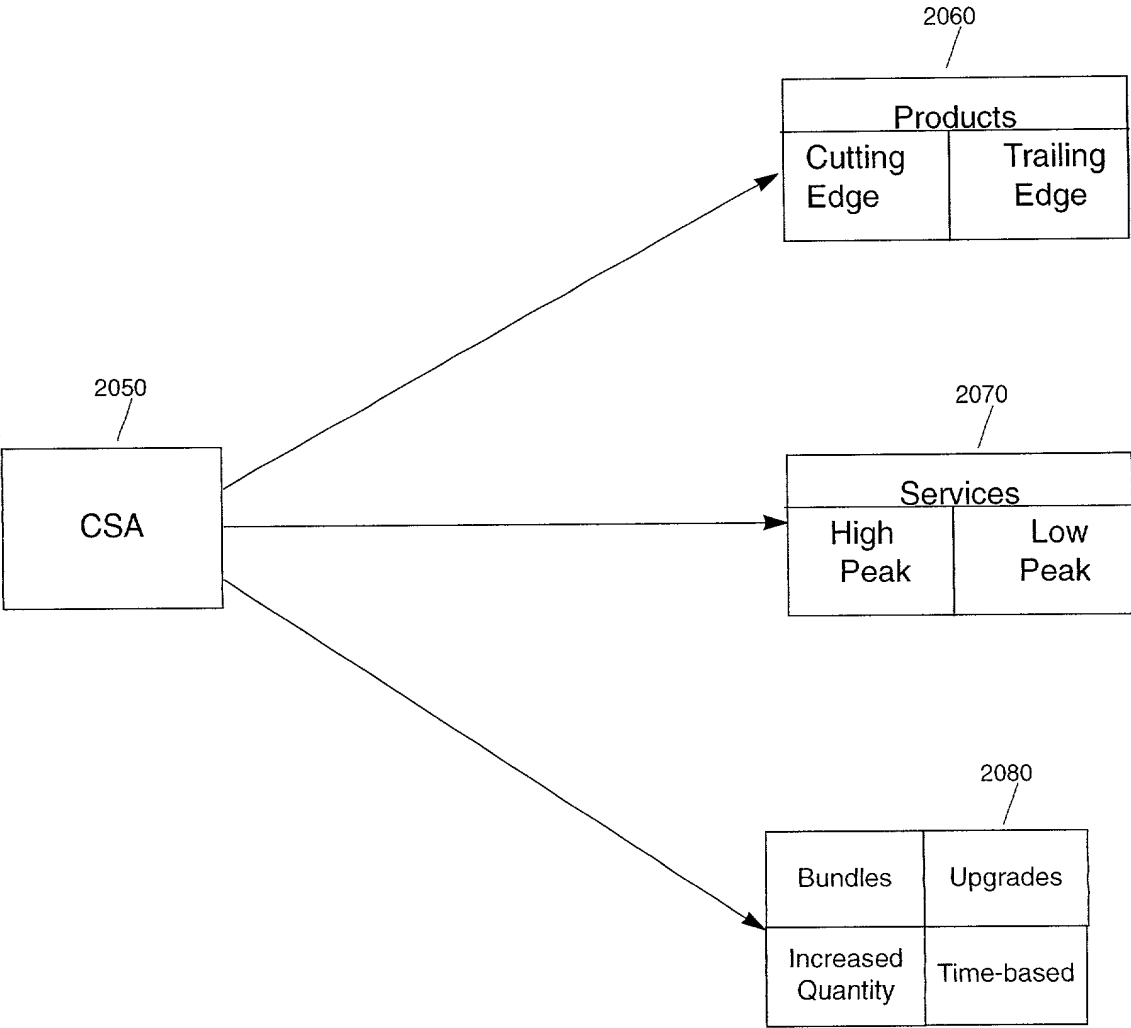 2060
Products
Cutting
Edge
Trailing
Edge
2050
CSA
2070
Services
High
Peak
Low
Peak
2080
Bundles
Upgrades
Increased
Quantity
Time-based